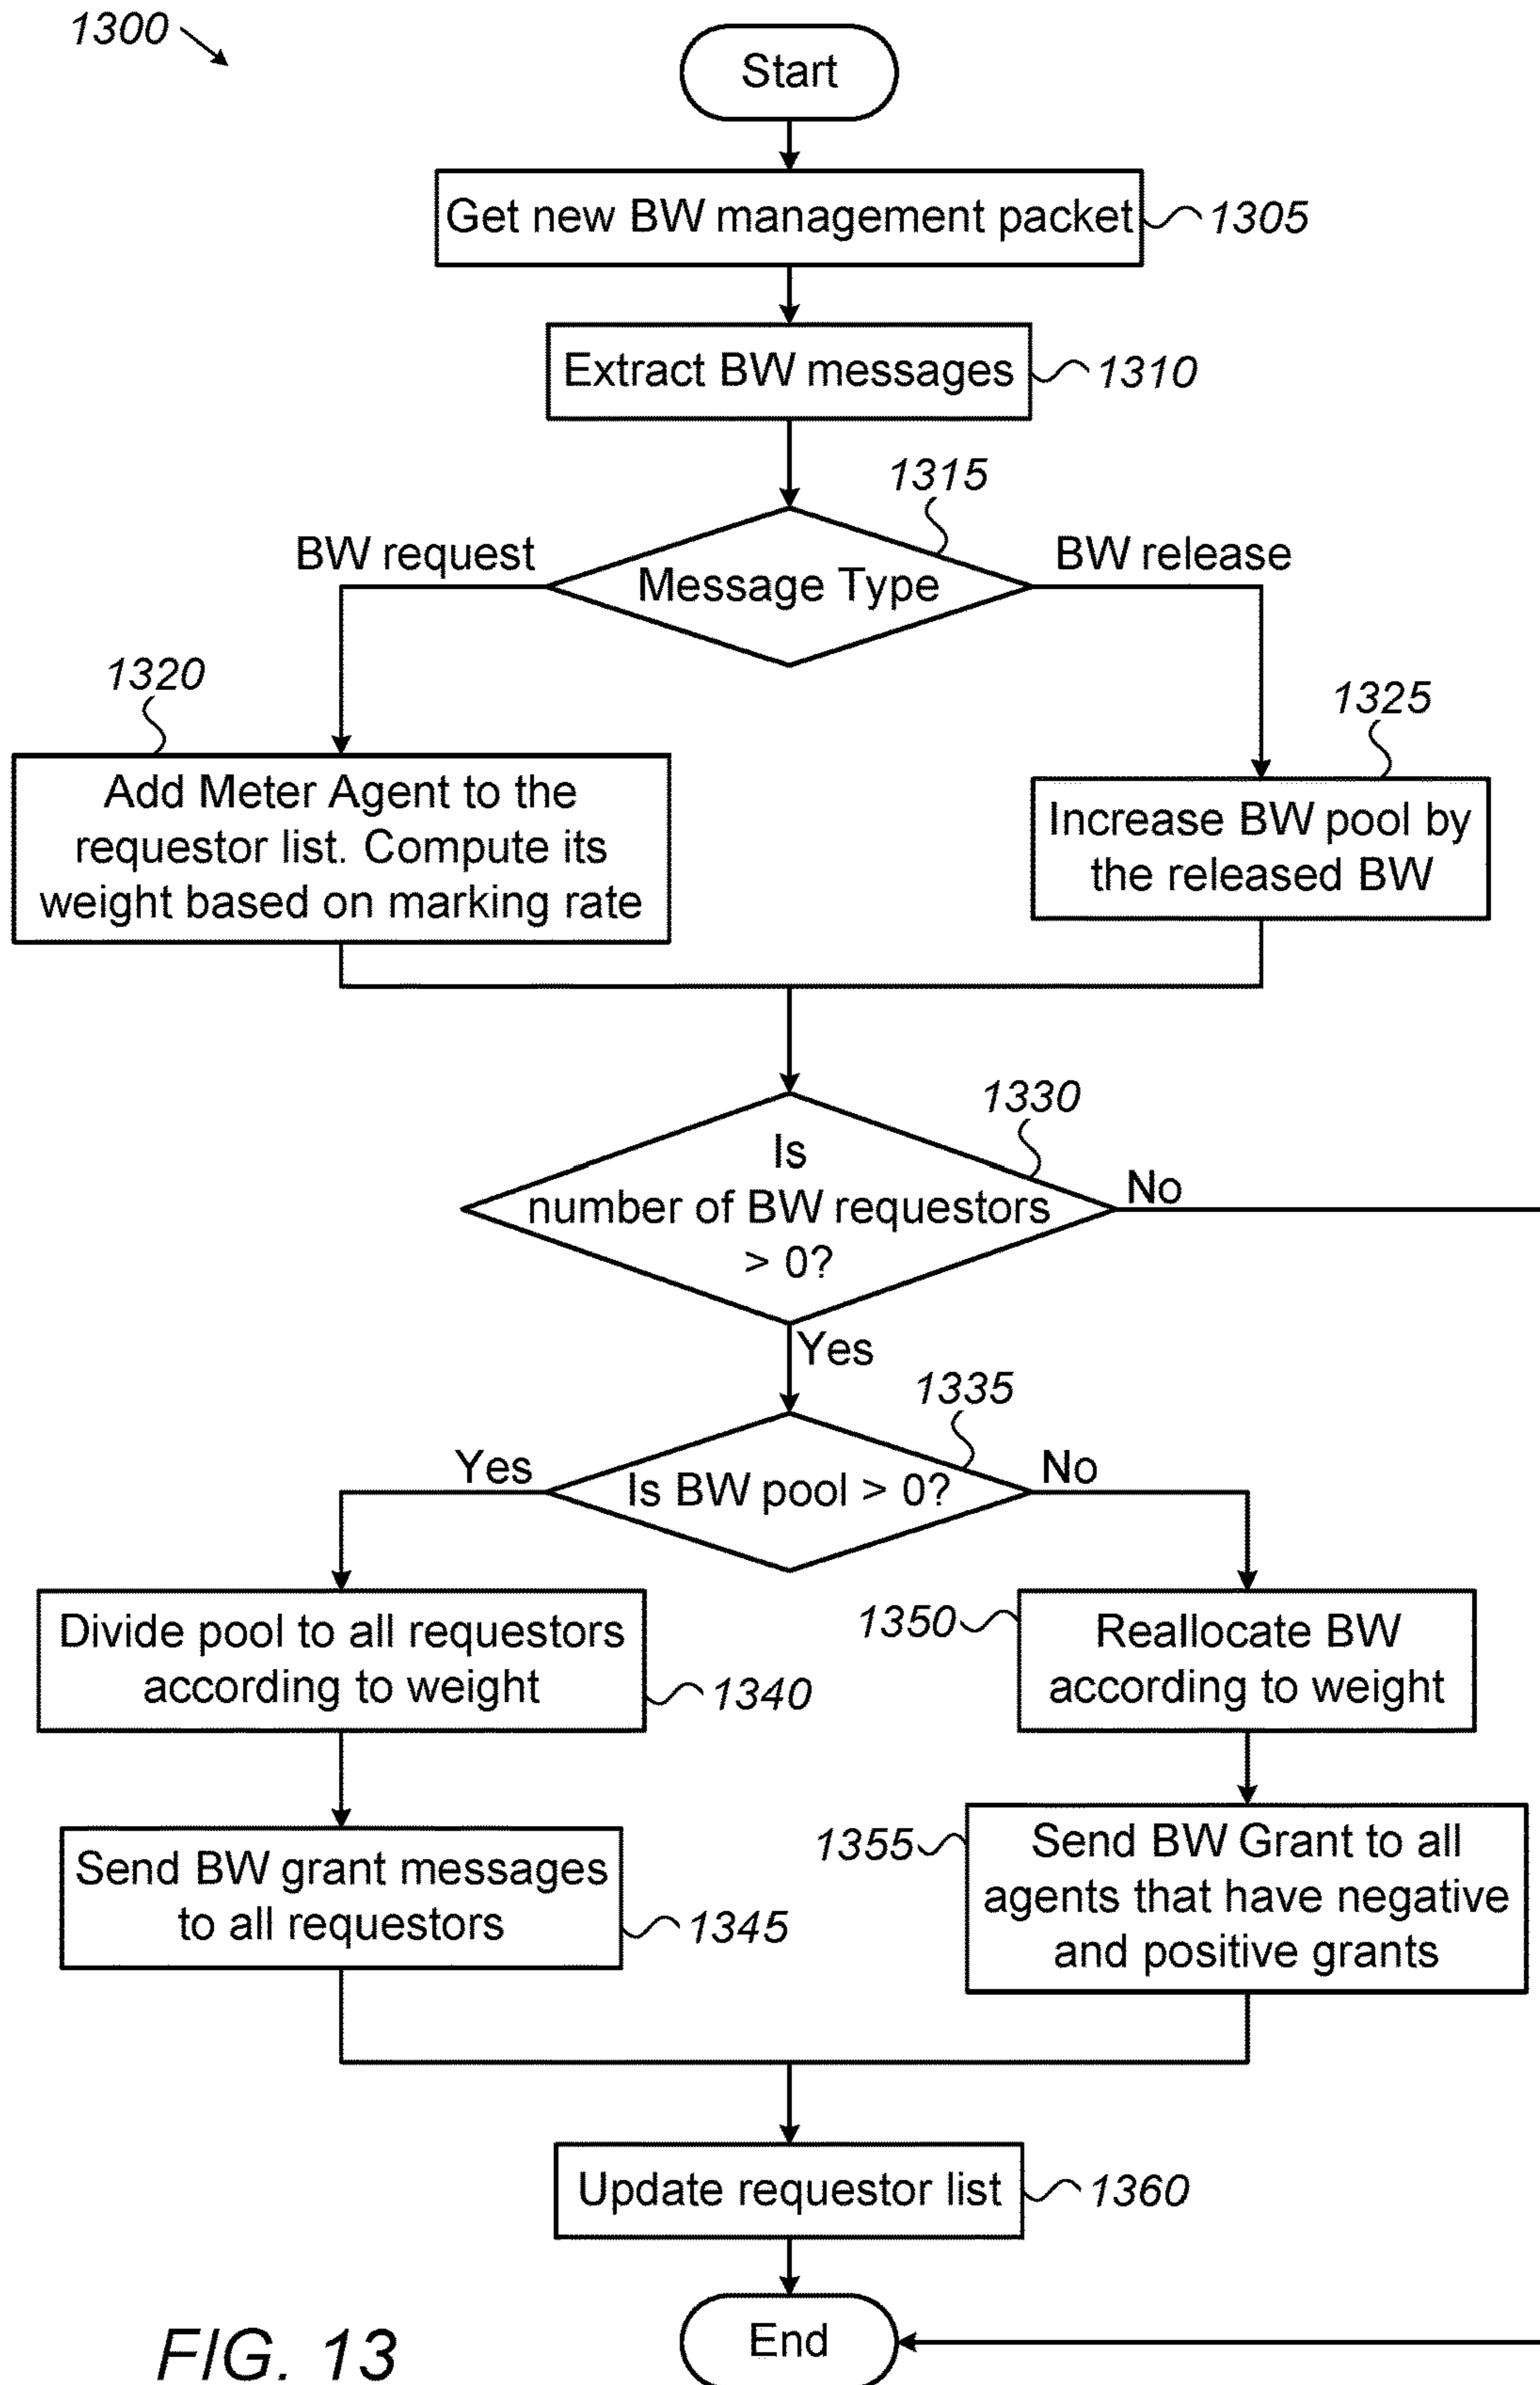 1300
Start
Get new BW management packet
1305
Extract BW messages
1310
1315
BW request
Message Type
BW release
1320
Add Meter Agent to the
requestor list. Compute its
weight based on marking rate
1325
Increase BW pool by
the released BW
1330
Is
number of BW requestors
> 0?
No
Yes
1335
Yes
Is BW pool > 0?
No
Divide pool to all requestors
according to weight
1340
1350
Reallocate BW
according to weight
Send BW grant messages
to all requestors
1345
1355
Send BW Grant to all
agents that have negative
and positive grants
Update requestor list
1360
End
FIG. 13